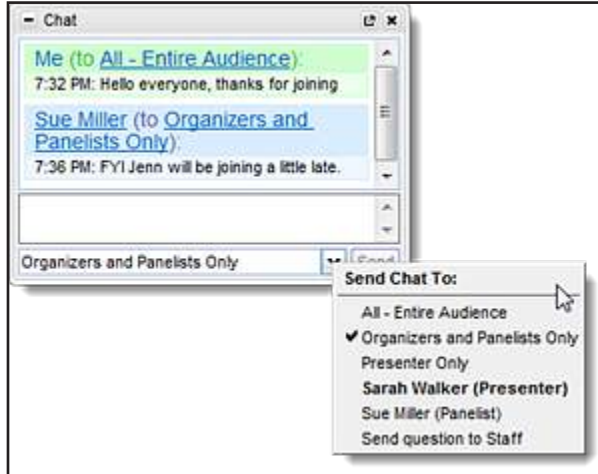 Chat
Me (to All - Entire Audience):
7:32 PM: Hello everyone, thanks for joining
Sue Miller (to Organizers and
Panelists Only):
7:36 PM: FYI Jenn will be joining a little late.
Organizers and Panelists Only
Send
Send Chat To:
All - Entire Audience
Organizers and Panelists Only
Presenter Only
Sarah Walker (Presenter)
Sue Miller (Panelist)
Send question to Staff